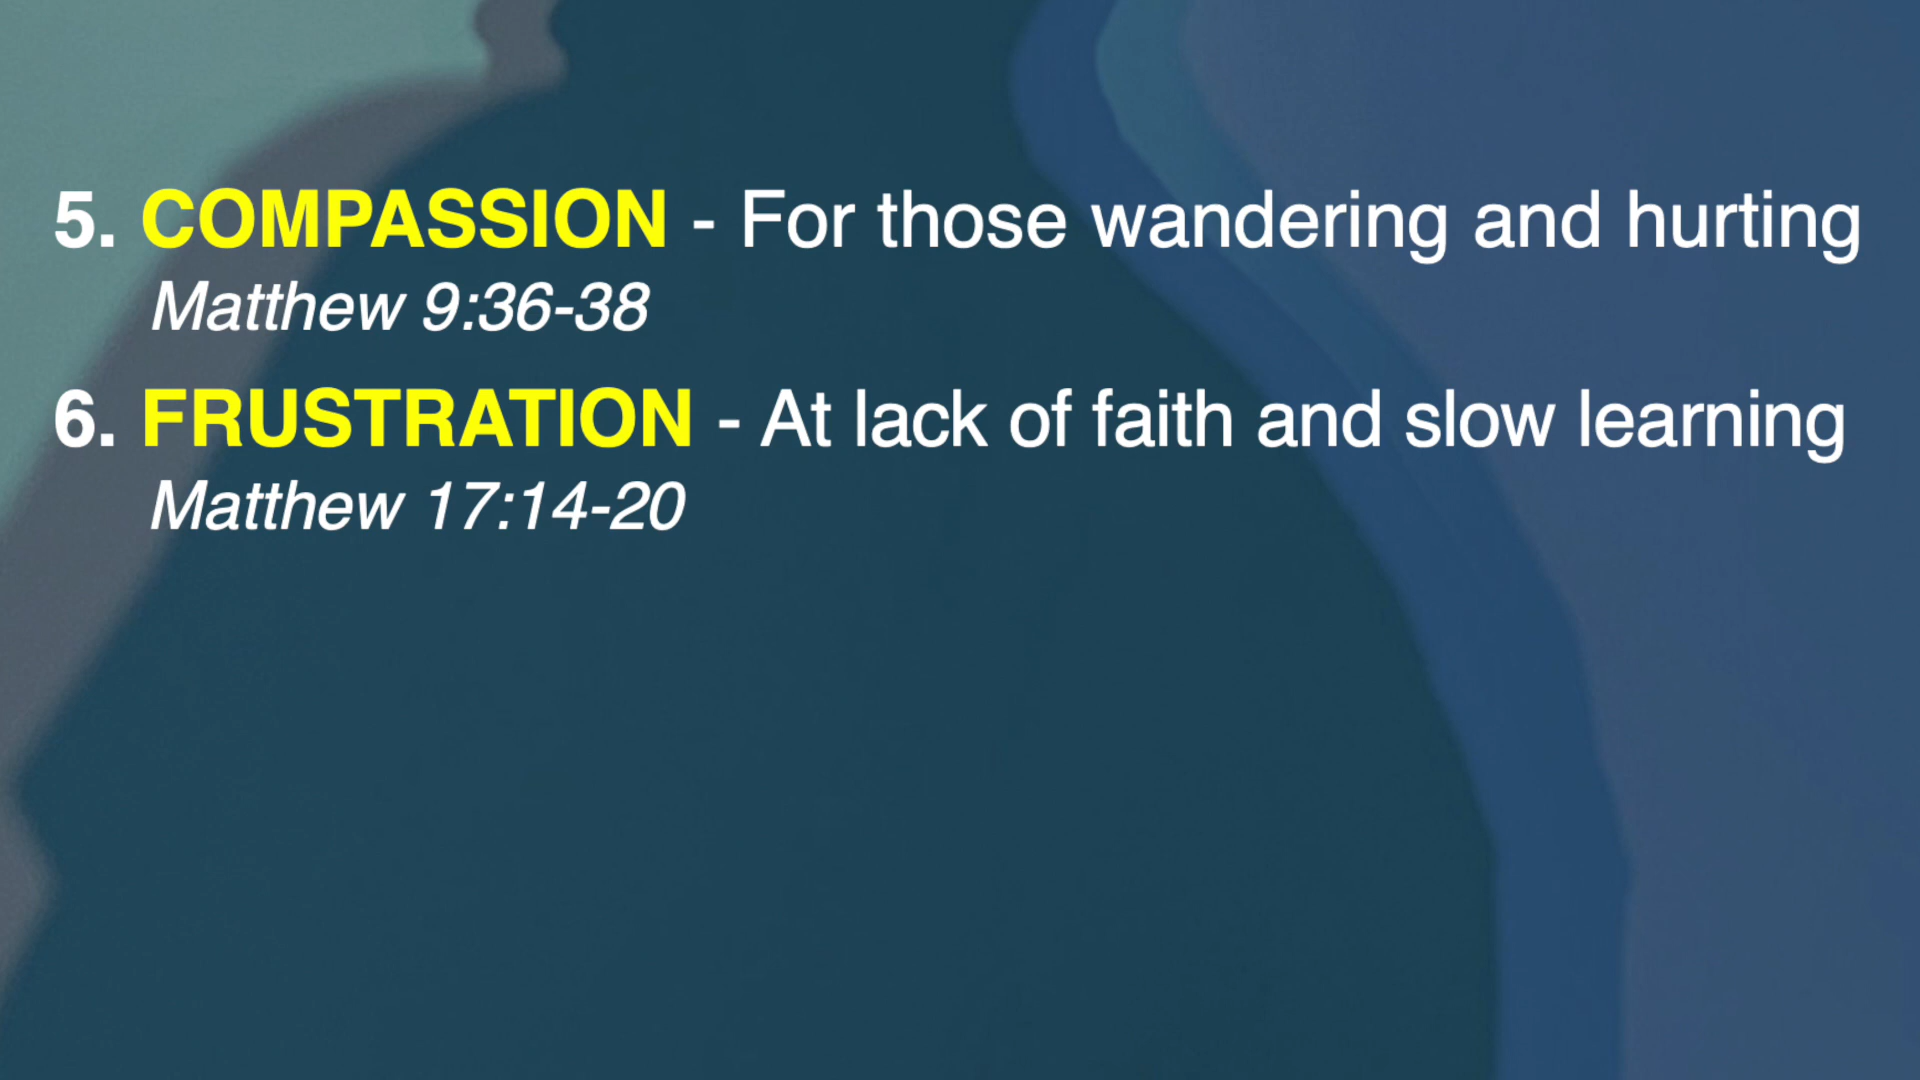 5. COMPASSION - For those wandering and hurting
Matthew 9:36-38
6. FRUSTRATION - At lack of faith and slow learning
Matthew 17:14-20